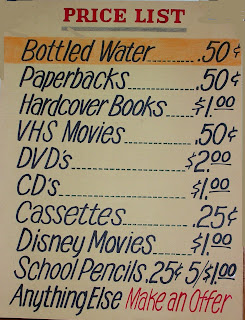 PRICE LIST
Bottled Water........50¢
Paperbacks........50¢
Hardcover Books....$1.00
VHS Movies........50¢
DVD's........$2.00
CD's........$1.00
Cassettes........25¢
Disney Movies....$1.00
School Pencils.25¢ 5/$1.00
Anything Else Make an Offer